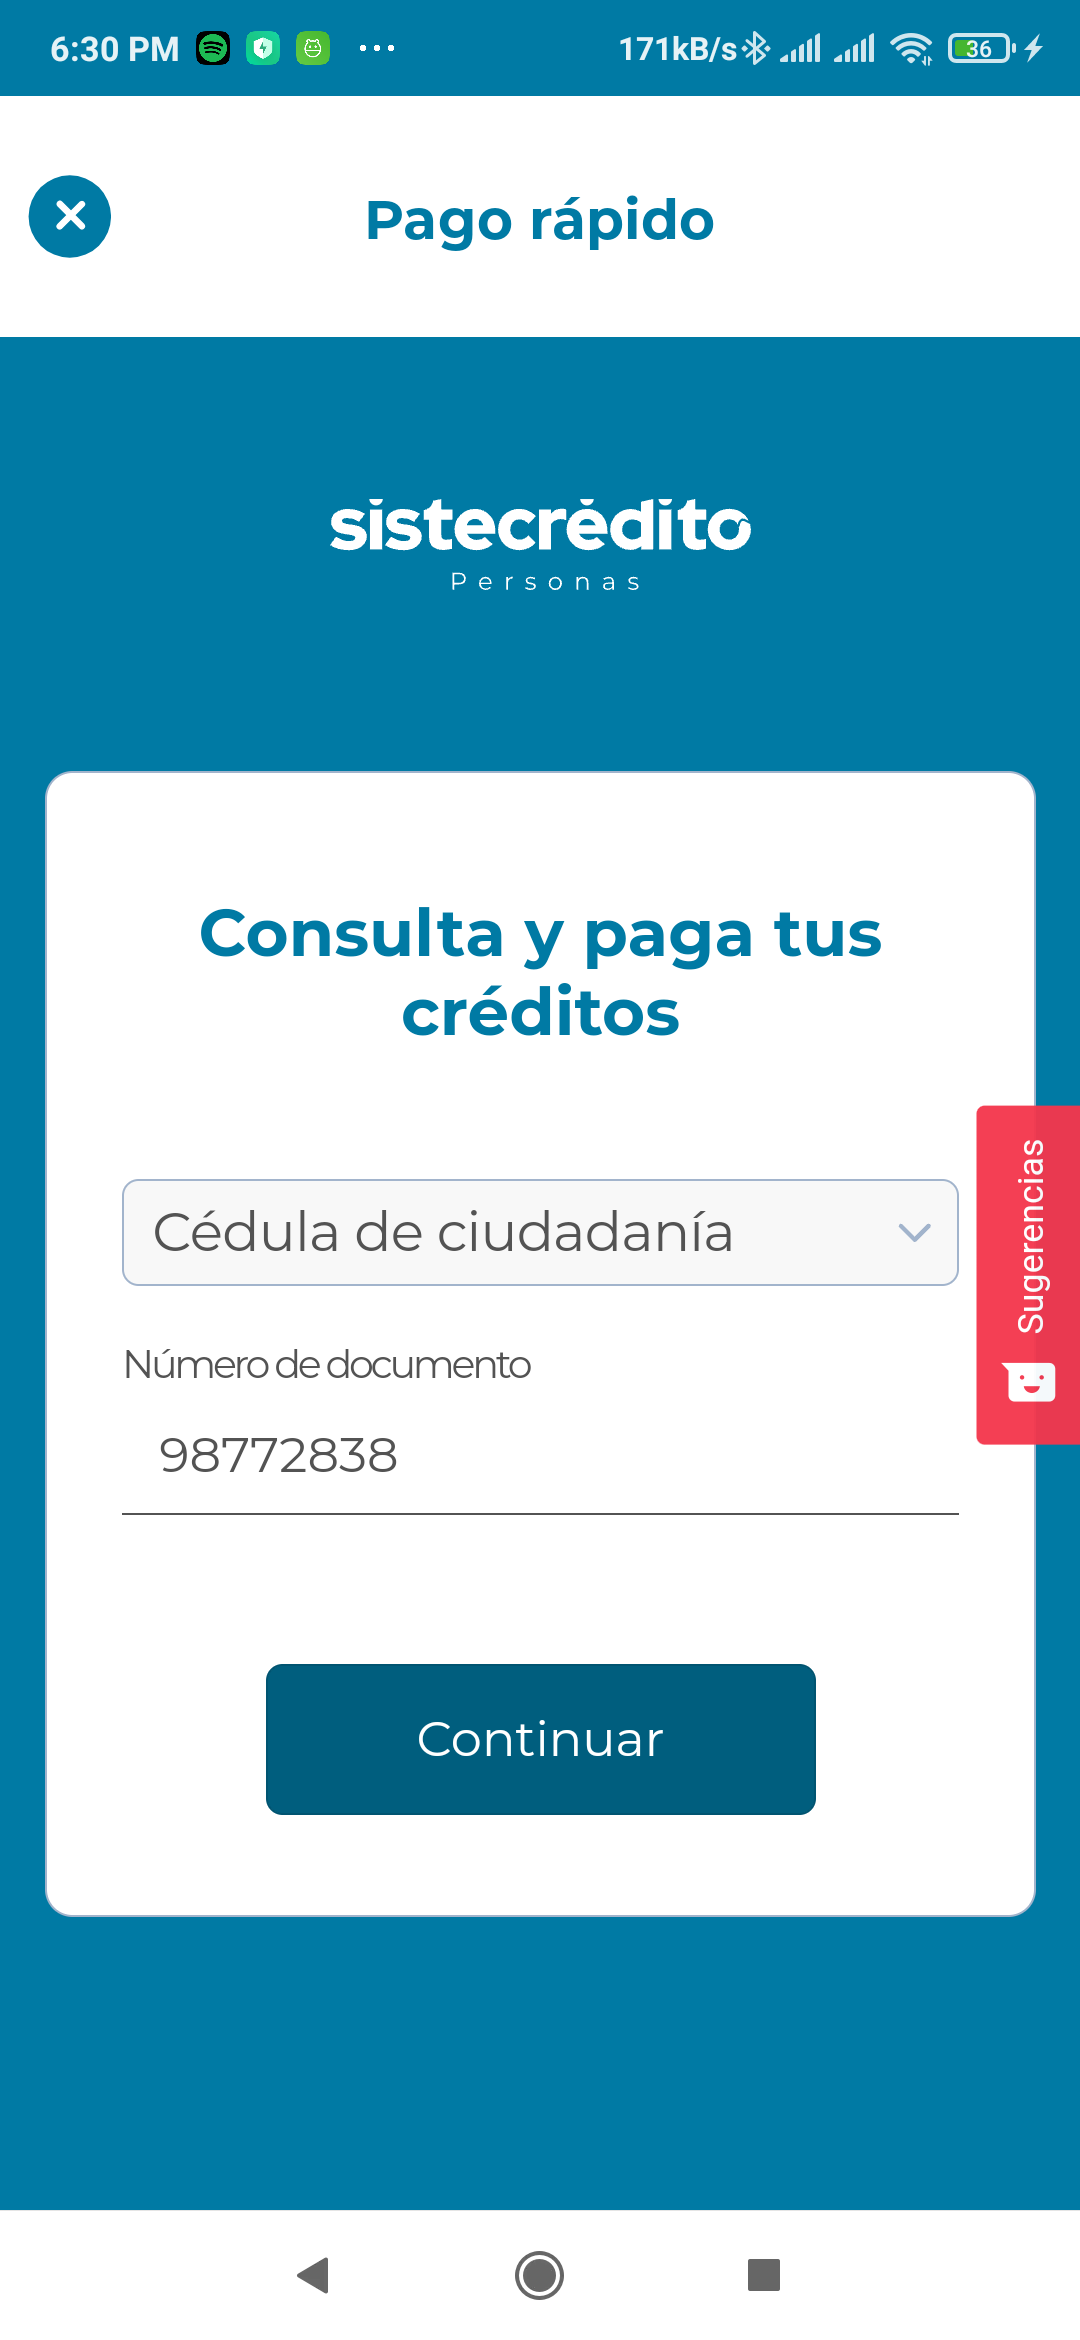 6:30 PM
171kB/s
36
Pago rápido
sistecrédito
Personas
Consulta y paga tus
créditos
Cédula de ciudadanía
Sugerencias
Número de documento
98772838
Continuar